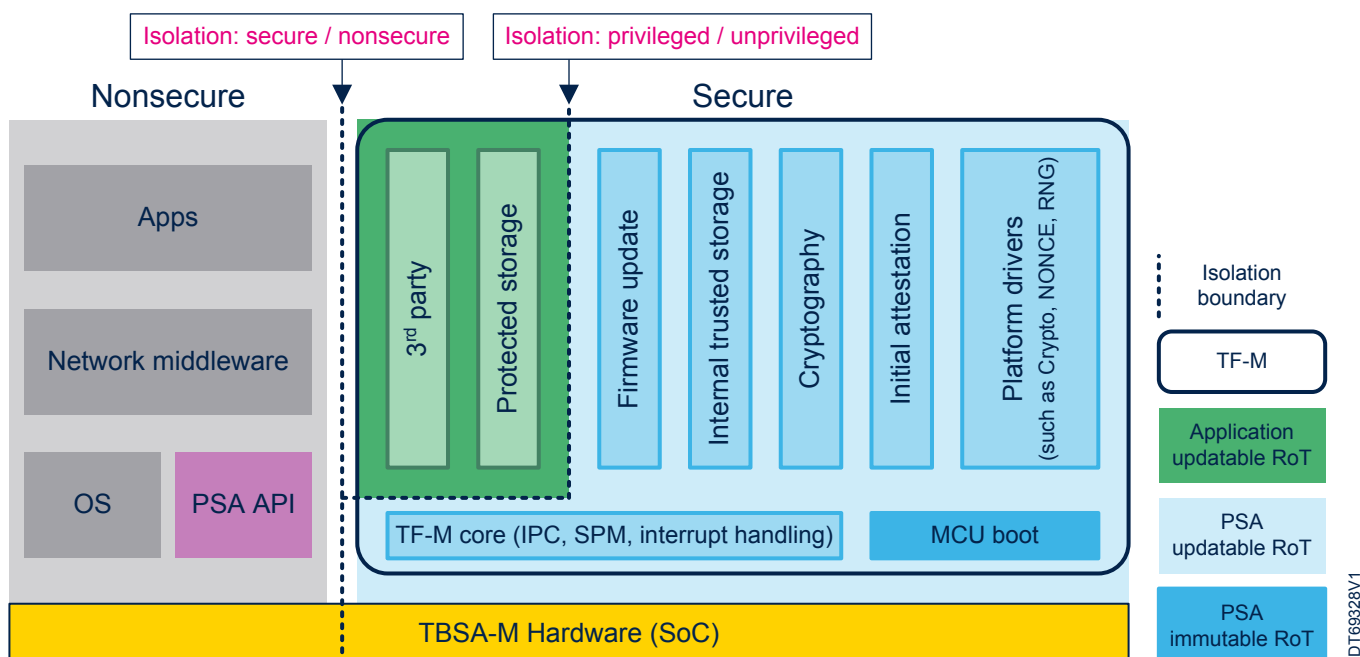 Isolation: secure / nonsecure
Isolation: privileged / unprivileged
Nonsecure
Secure
Apps
Network middleware
OS
PSA API
3rd party
Protected storage
Firmware update
Internal trusted storage
Cryptography
Initial attestation
Platform drivers
(such as Crypto, NONCE, RNG)
TF-M core (IPC, SPM, interrupt handling)
MCU boot
TBSA-M Hardware (SoC)
Isolation
boundary
TF-M
Application
updatable RoT
PSA
updatable RoT
PSA
immutable RoT
DT69328V1